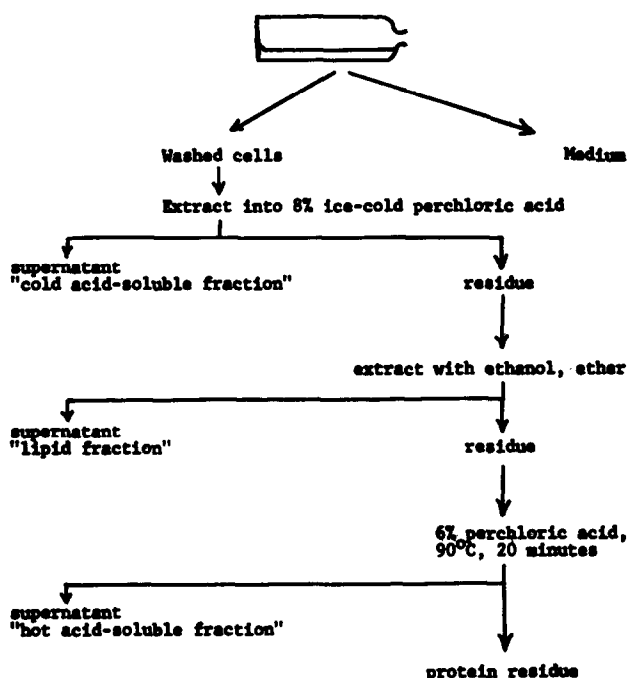 Washed cells
Medium
Extract into 8% ice-cold perchloric acid
supernatant
"cold acid-soluble fraction"
residue
extract with ethanol, ether
supernatant
"lipid fraction"
residue
6% perchloric acid,
90°C, 20 minutes
supernatant
"hot acid-soluble fraction"
protein residue